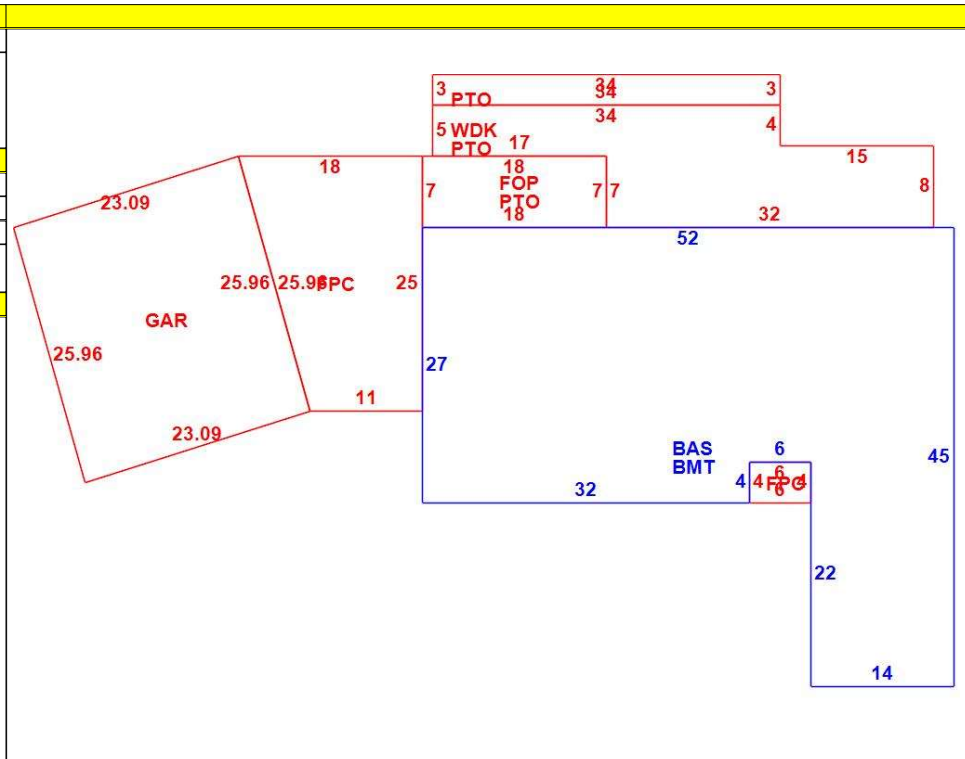 34
34
3 PTO 3
34
5 WDK 4
PTO 17
15
18 18
7 FOP 7 7 8
PTO
18 32
23.09
52
25.96 25.96 FPC 25
GAR
25.96
27
11
23.09
BAS 6
BMT 45
6
4 4 FPC 4
6
32
22
14